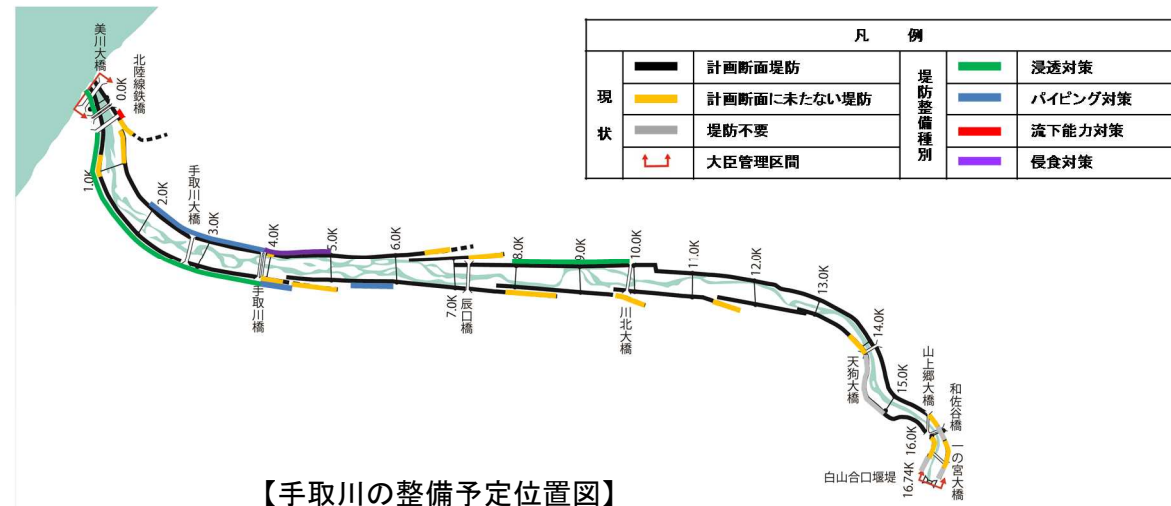 凡 例
現状
計画断面堤防
計画断面に未たない堤防
堤防不要
大臣管理区間
堤防整備種別
浸透対策
パイピング対策
流下能力対策
侵食対策
美川大橋
北陸線鉄橋
0.0K
1.0K
2.0K
手取川大橋
3.0K
4.0K
手取川橋
5.0K
6.0K
7.0K
辰口橋
8.0K
9.0K
10.0K
川北大橋
11.0K
12.0K
13.0K
14.0K
天狗大橋
15.0K
山上郷大橋
和佐谷橋
16.0K
一の宮大橋
16.74K
白山合口堰堤
【手取川の整備予定位置図】